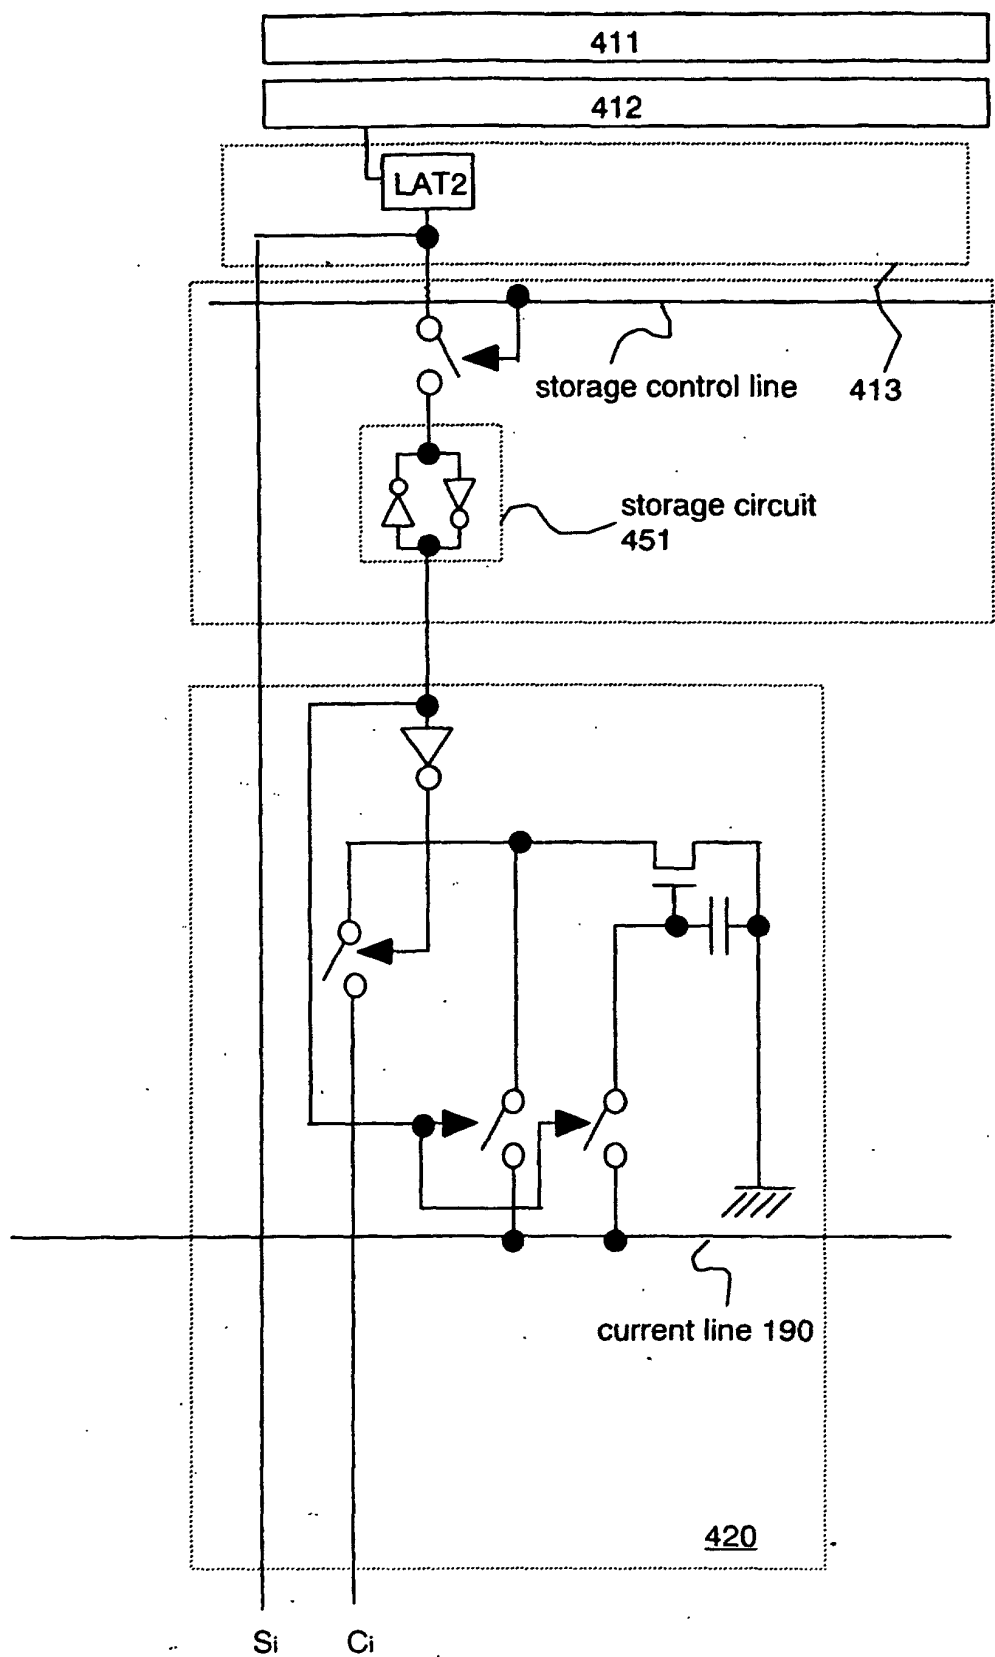 411
412
LAT2
storage control line
413
storage circuit
451
current line 190
420
Si
Ci